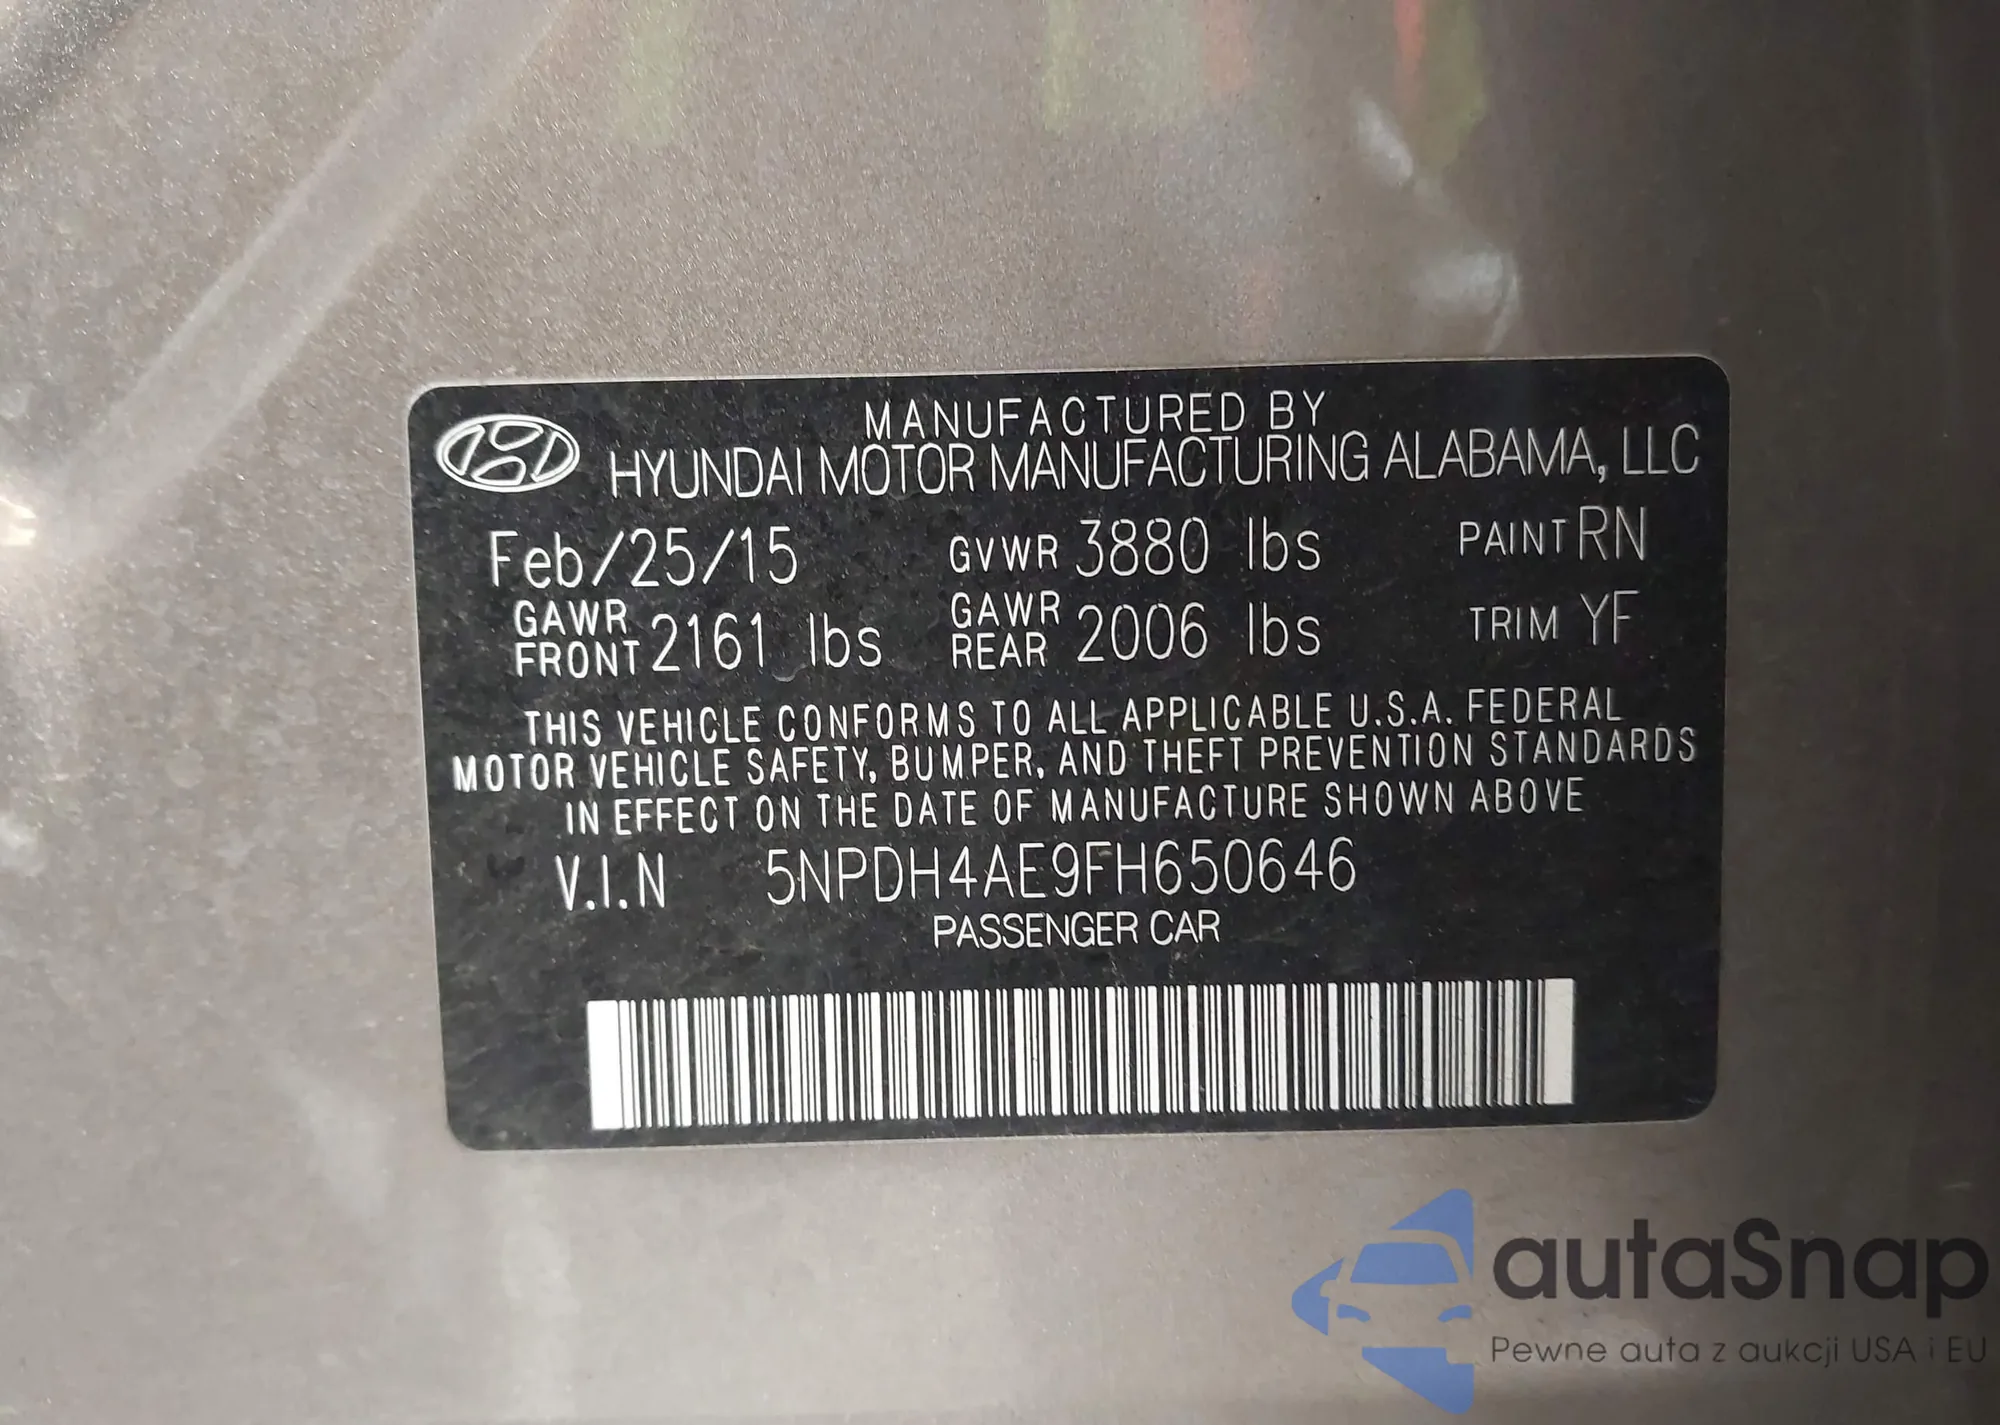 MANUFACTURED BY
HYUNDAI MOTOR MANUFACTURING ALABAMA, LLC
Feb/25/15 GVWR 3880 lbs PAINT RN
GAWR FRONT 2161 lbs GAWR REAR 2006 lbs TRIM YF
THIS VEHICLE CONFORMS TO ALL APPLICABLE U.S.A. FEDERAL
MOTOR VEHICLE SAFETY, BUMPER, AND THEFT PREVENTION STANDARDS
IN EFFECT ON THE DATE OF MANUFACTURE SHOWN ABOVE
V.I.N 5NPDH4AE9FH650646
PASSENGER CAR
autaSnap
Pewne auta z aukcji USA i EU